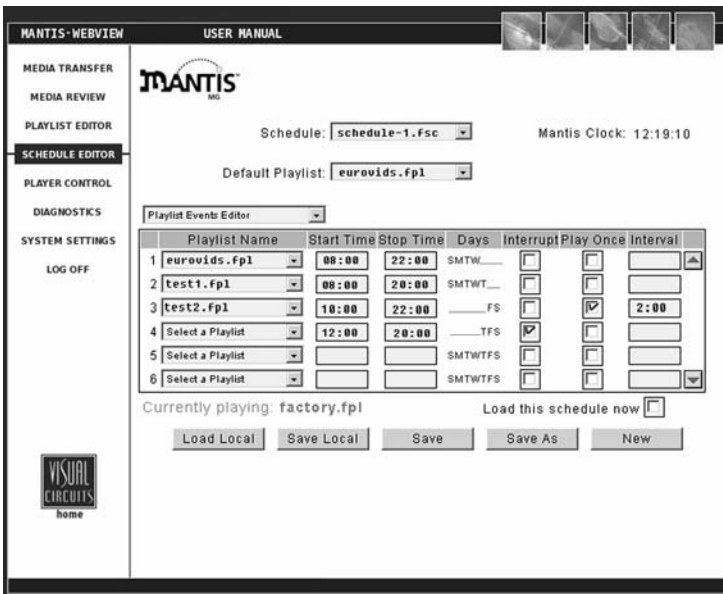 MANTIS-WEBVIEW USER MANUAL
MEDIA TRANSFER
MEDIA REVIEW
PLAYLIST EDITOR
SCHEDULE EDITOR
PLAYER CONTROL
DIAGNOSTICS
SYSTEM SETTINGS
LOG OFF
VISUAL
CIRCUITS
home
MANTIS
MG
Schedule: schedule-1.fsc Mantis Clock: 12:19:10
Default Playlist: eurovids.fpl
Playlist Events Editor
Playlist Name Start Time Stop Time Days Interrupt Play Once Interval
1 eurovids.fpl 08:00 22:00 SMTW___
2 test1.fpl 08:00 20:00 SMTWT__
3 test2.fpl 10:00 22:00 _____FS 2:00
4 Select a Playlist 12:00 20:00 ____TFS
5 Select a Playlist SMTWTFS
6 Select a Playlist SMTWTFS
Currently playing: factory.fpl Load this schedule now
Load Local Save Local Save Save As New